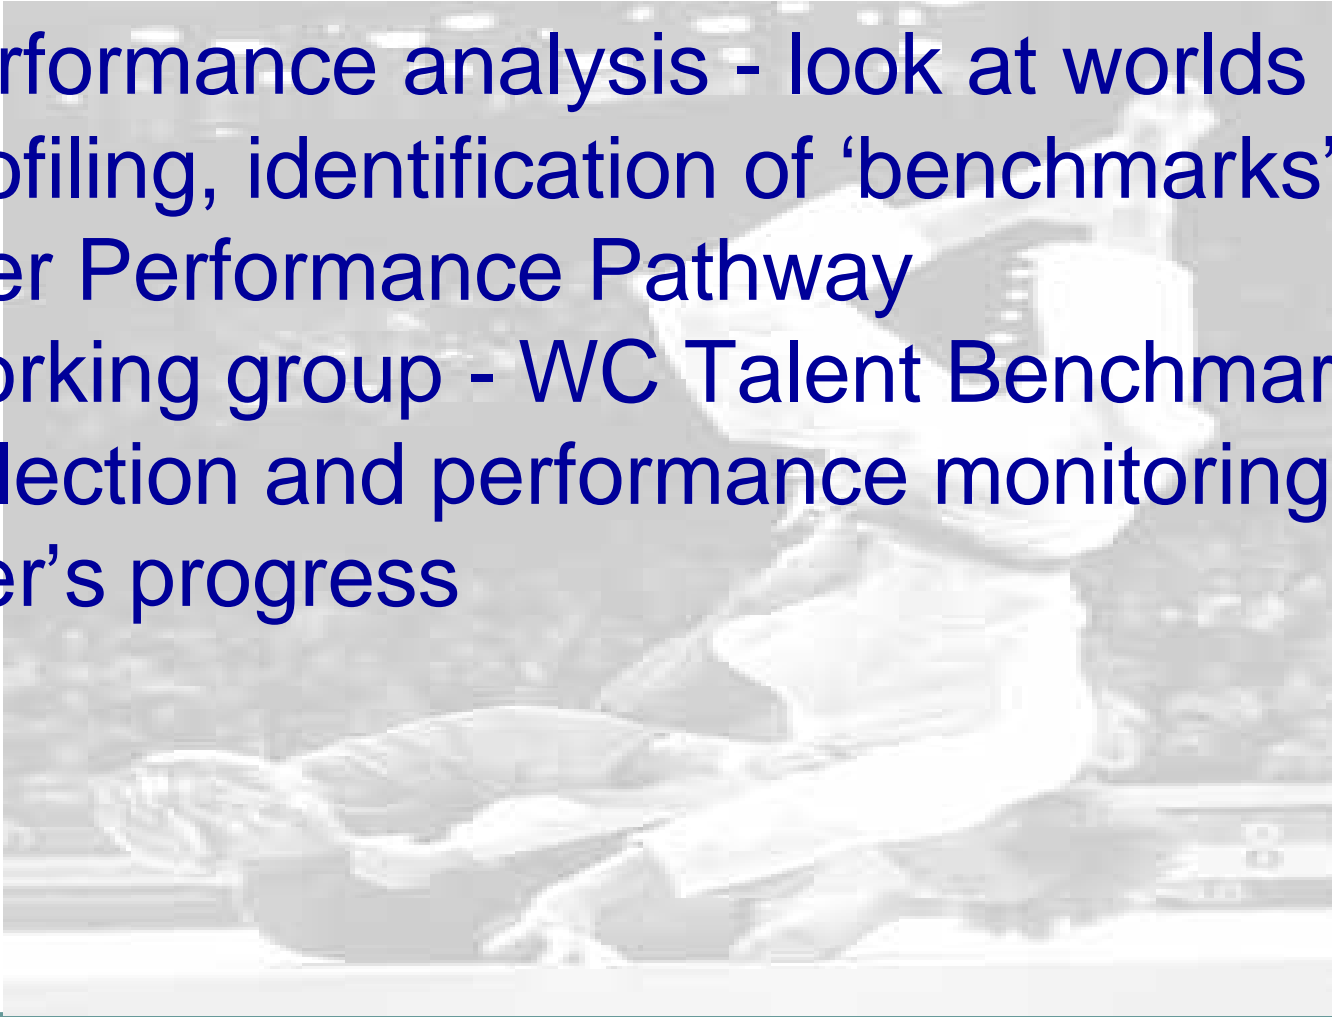 rformance analysis - look at worlds
ofiling, identification of ‘benchmarks’
er Performance Pathway
orking group - WC Talent Benchmar
lection and performance monitoring
er’s progress